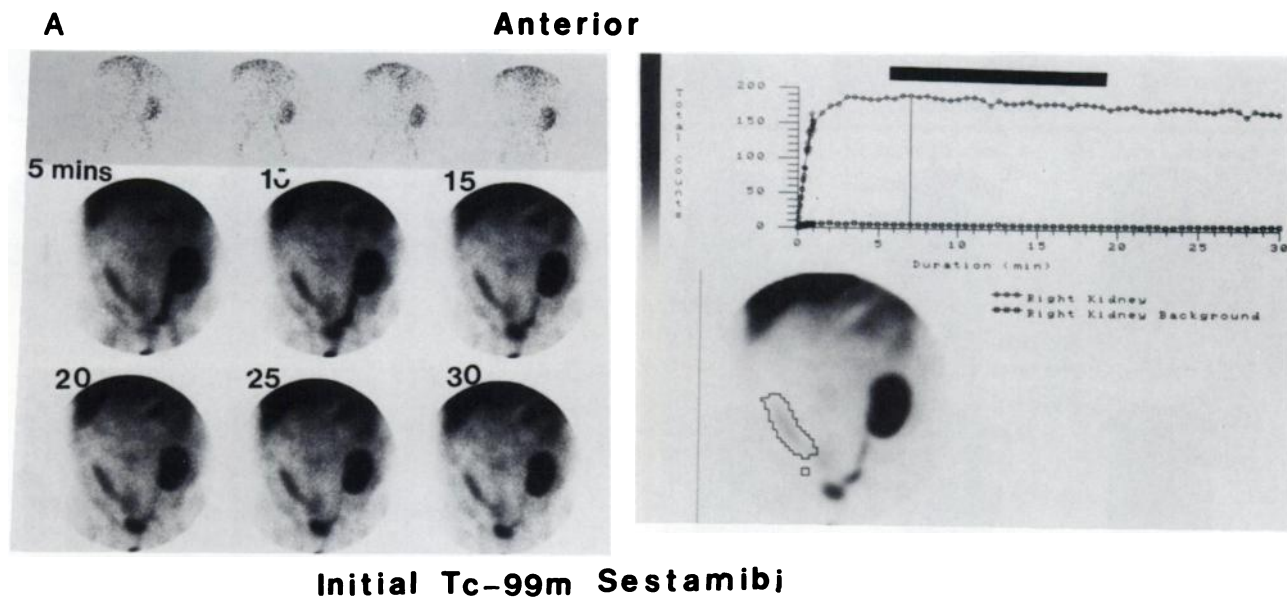 A
Anterior
5 mins
10
15
20
25
30
Total Counts
200
150
100
50
0
0 5 10 15 20 25 30
Duration (min)
Right Kidney
Right Kidney Background
Initial Tc-99m Sestamibi